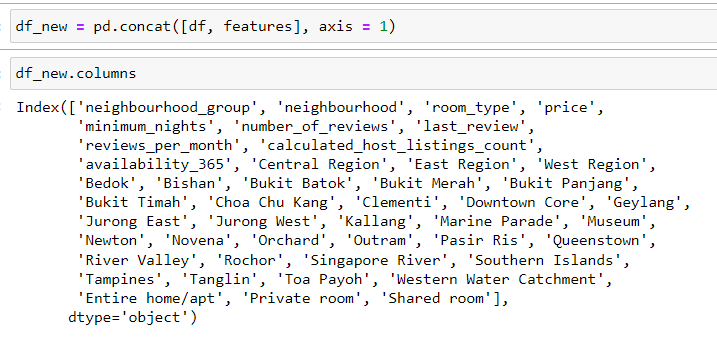 df_new = pd.concat([df, features], axis = 1)
df_new.columns
Index(['neighbourhood_group', 'neighbourhood', 'room_type', 'price',
'minimum_nights', 'number_of_reviews', 'last_review',
'reviews_per_month', 'calculated_host_listings_count',
'availability_365', 'Central Region', 'East Region', 'West Region',
'Bedok', 'Bishan', 'Bukit Batok', 'Bukit Merah', 'Bukit Panjang',
'Bukit Timah', 'Choa Chu Kang', 'Clementi', 'Downtown Core', 'Geylang',
'Jurong East', 'Jurong West', 'Kallang', 'Marine Parade', 'Museum',
'Newton', 'Novena', 'Orchard', 'Outram', 'Pasir Ris', 'Queenstown',
'River Valley', 'Rochor', 'Singapore River', 'Southern Islands',
'Tampines', 'Tanglin', 'Toa Payoh', 'Western Water Catchment',
'Entire home/apt', 'Private room', 'Shared room'],
dtype='object')